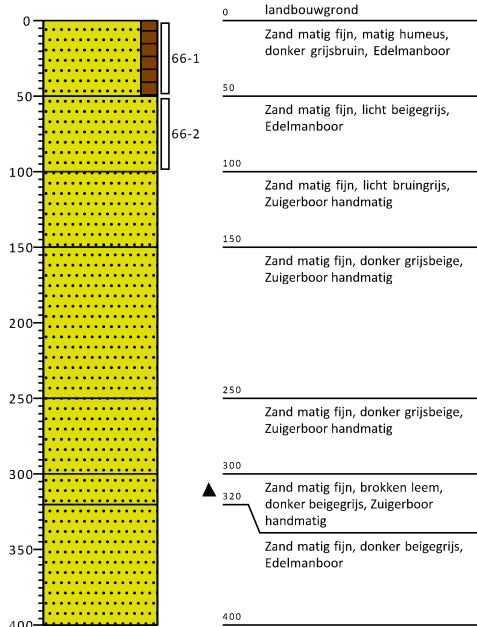 landbouwgrond
0
0
Zand matig fijn, matig humeus,
donker grijsbruin, Edelmanboor
66-1
50
50
Zand matig fijn, licht beigegrijs,
Edelmanboor
66-2
100
100
Zand matig fijn, licht bruingrijs,
Zuigerboor handmatig
150
150
Zand matig fijn, donker grijsbeige,
Zuigerboor handmatig
200
250
250
Zand matig fijn, donker grijsbeige,
Zuigerboor handmatig
300
300
Zand matig fijn, brokken leem,
donker beigegrijs, Zuigerboor
handmatig
320
350
Zand matig fijn, donker beigegrijs,
Edelmanboor
400
400